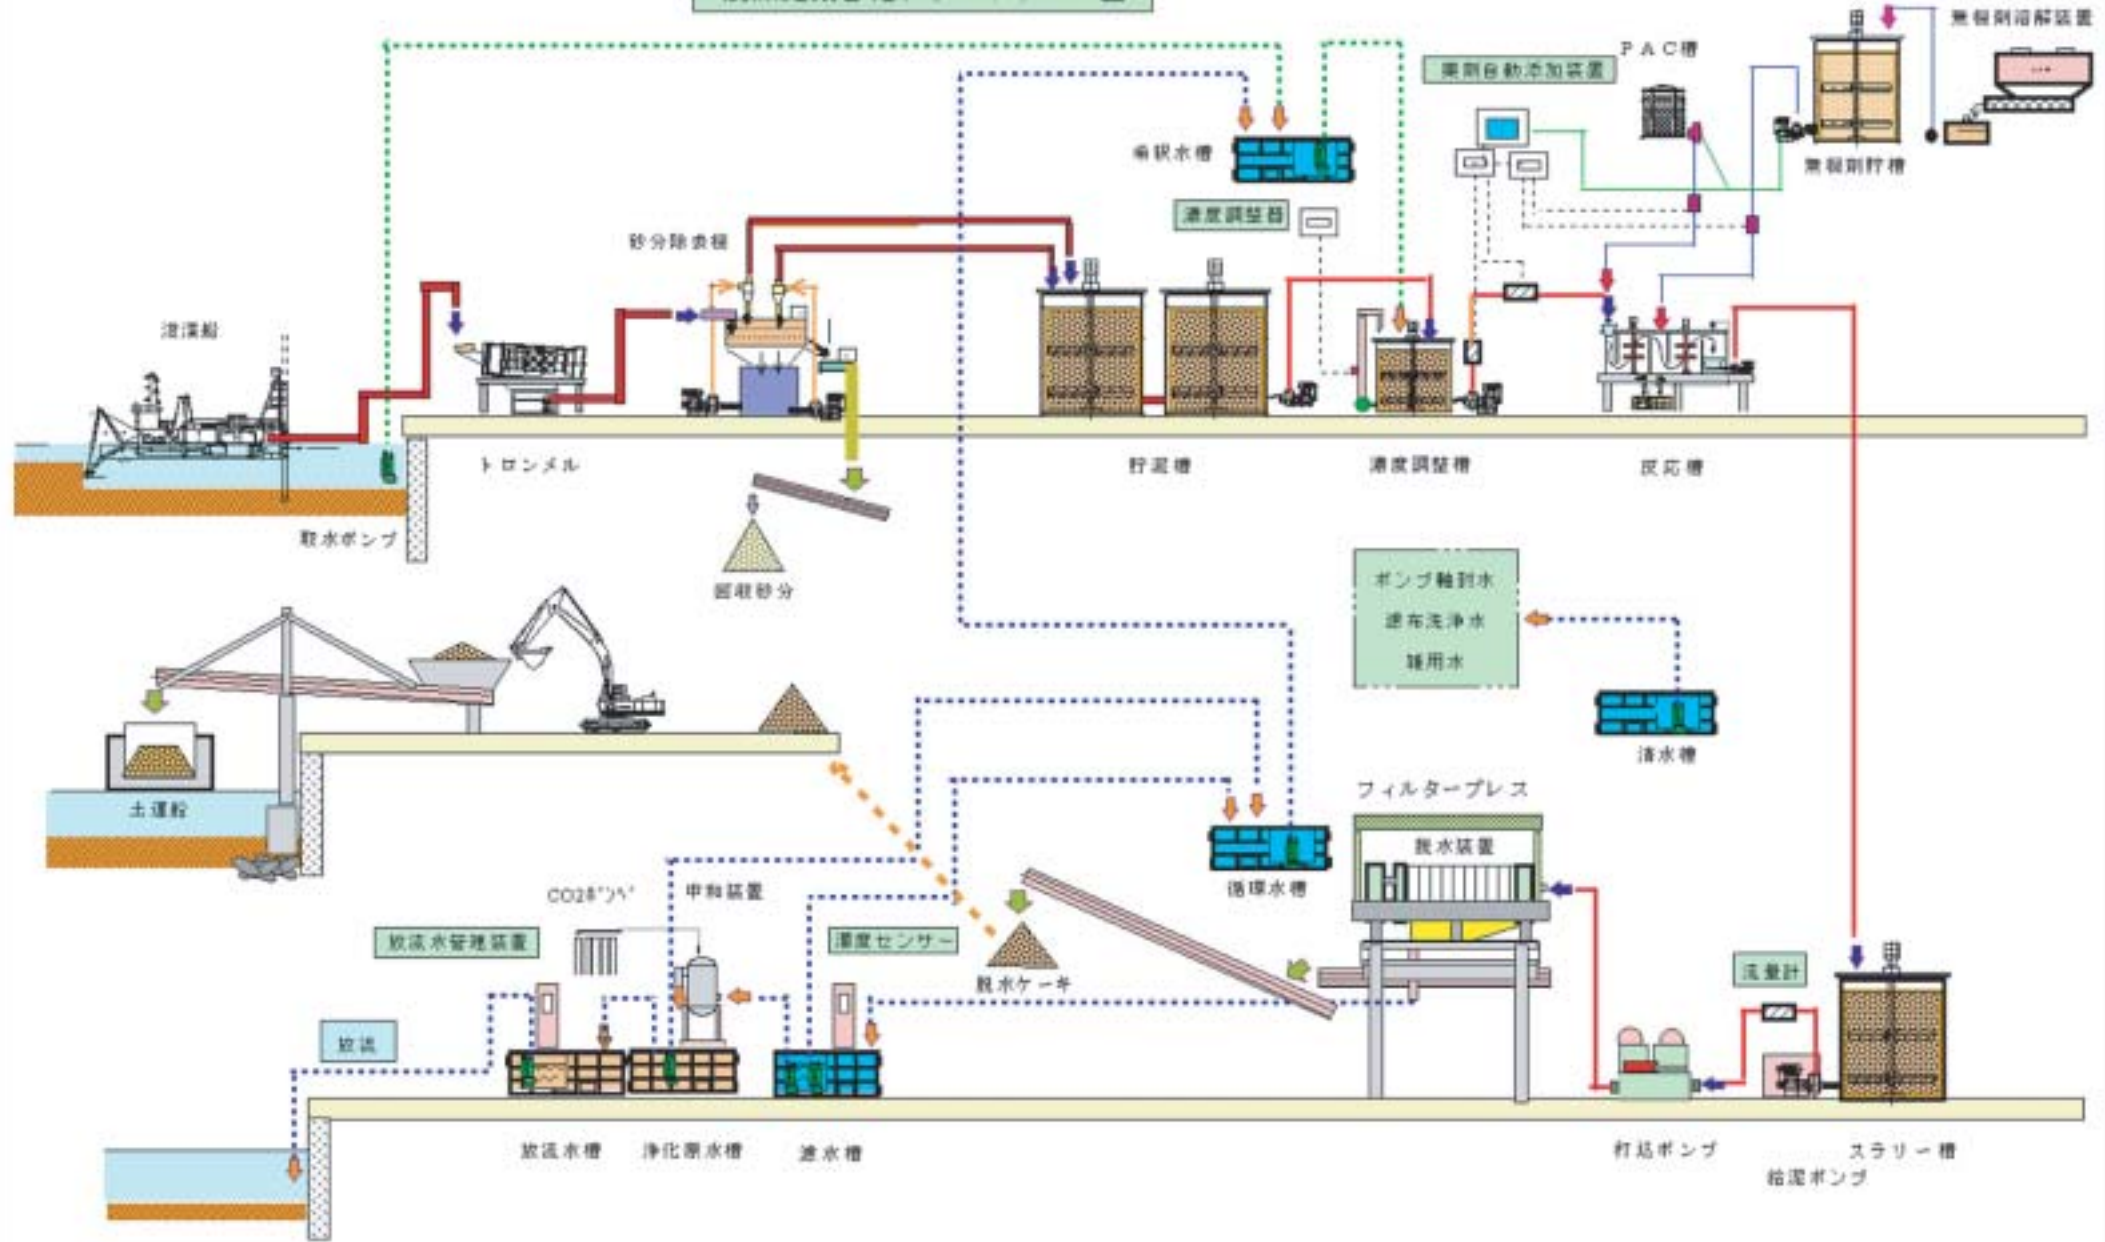 無機剤溶解装置
PAC槽
薬剤自動添加装置
希釈水槽
無機剤貯槽
濃度調整器
砂分除去機
浚渫船
トロンメル
貯泥槽
濃度調整槽
反応槽
取水ポンプ
回収砂分
ポンプ軸封水
濾布洗浄水
雑用水
清水槽
土運船
フィルタープレス
脱水装置
循環水槽
CO2ボンベ
中和装置
放流水管理装置
濁度センサー
脱水ケーキ
流量計
放流
放流水槽
浄化原水槽
濾水槽
打込ポンプ
スラリー槽
給泥ポンプ